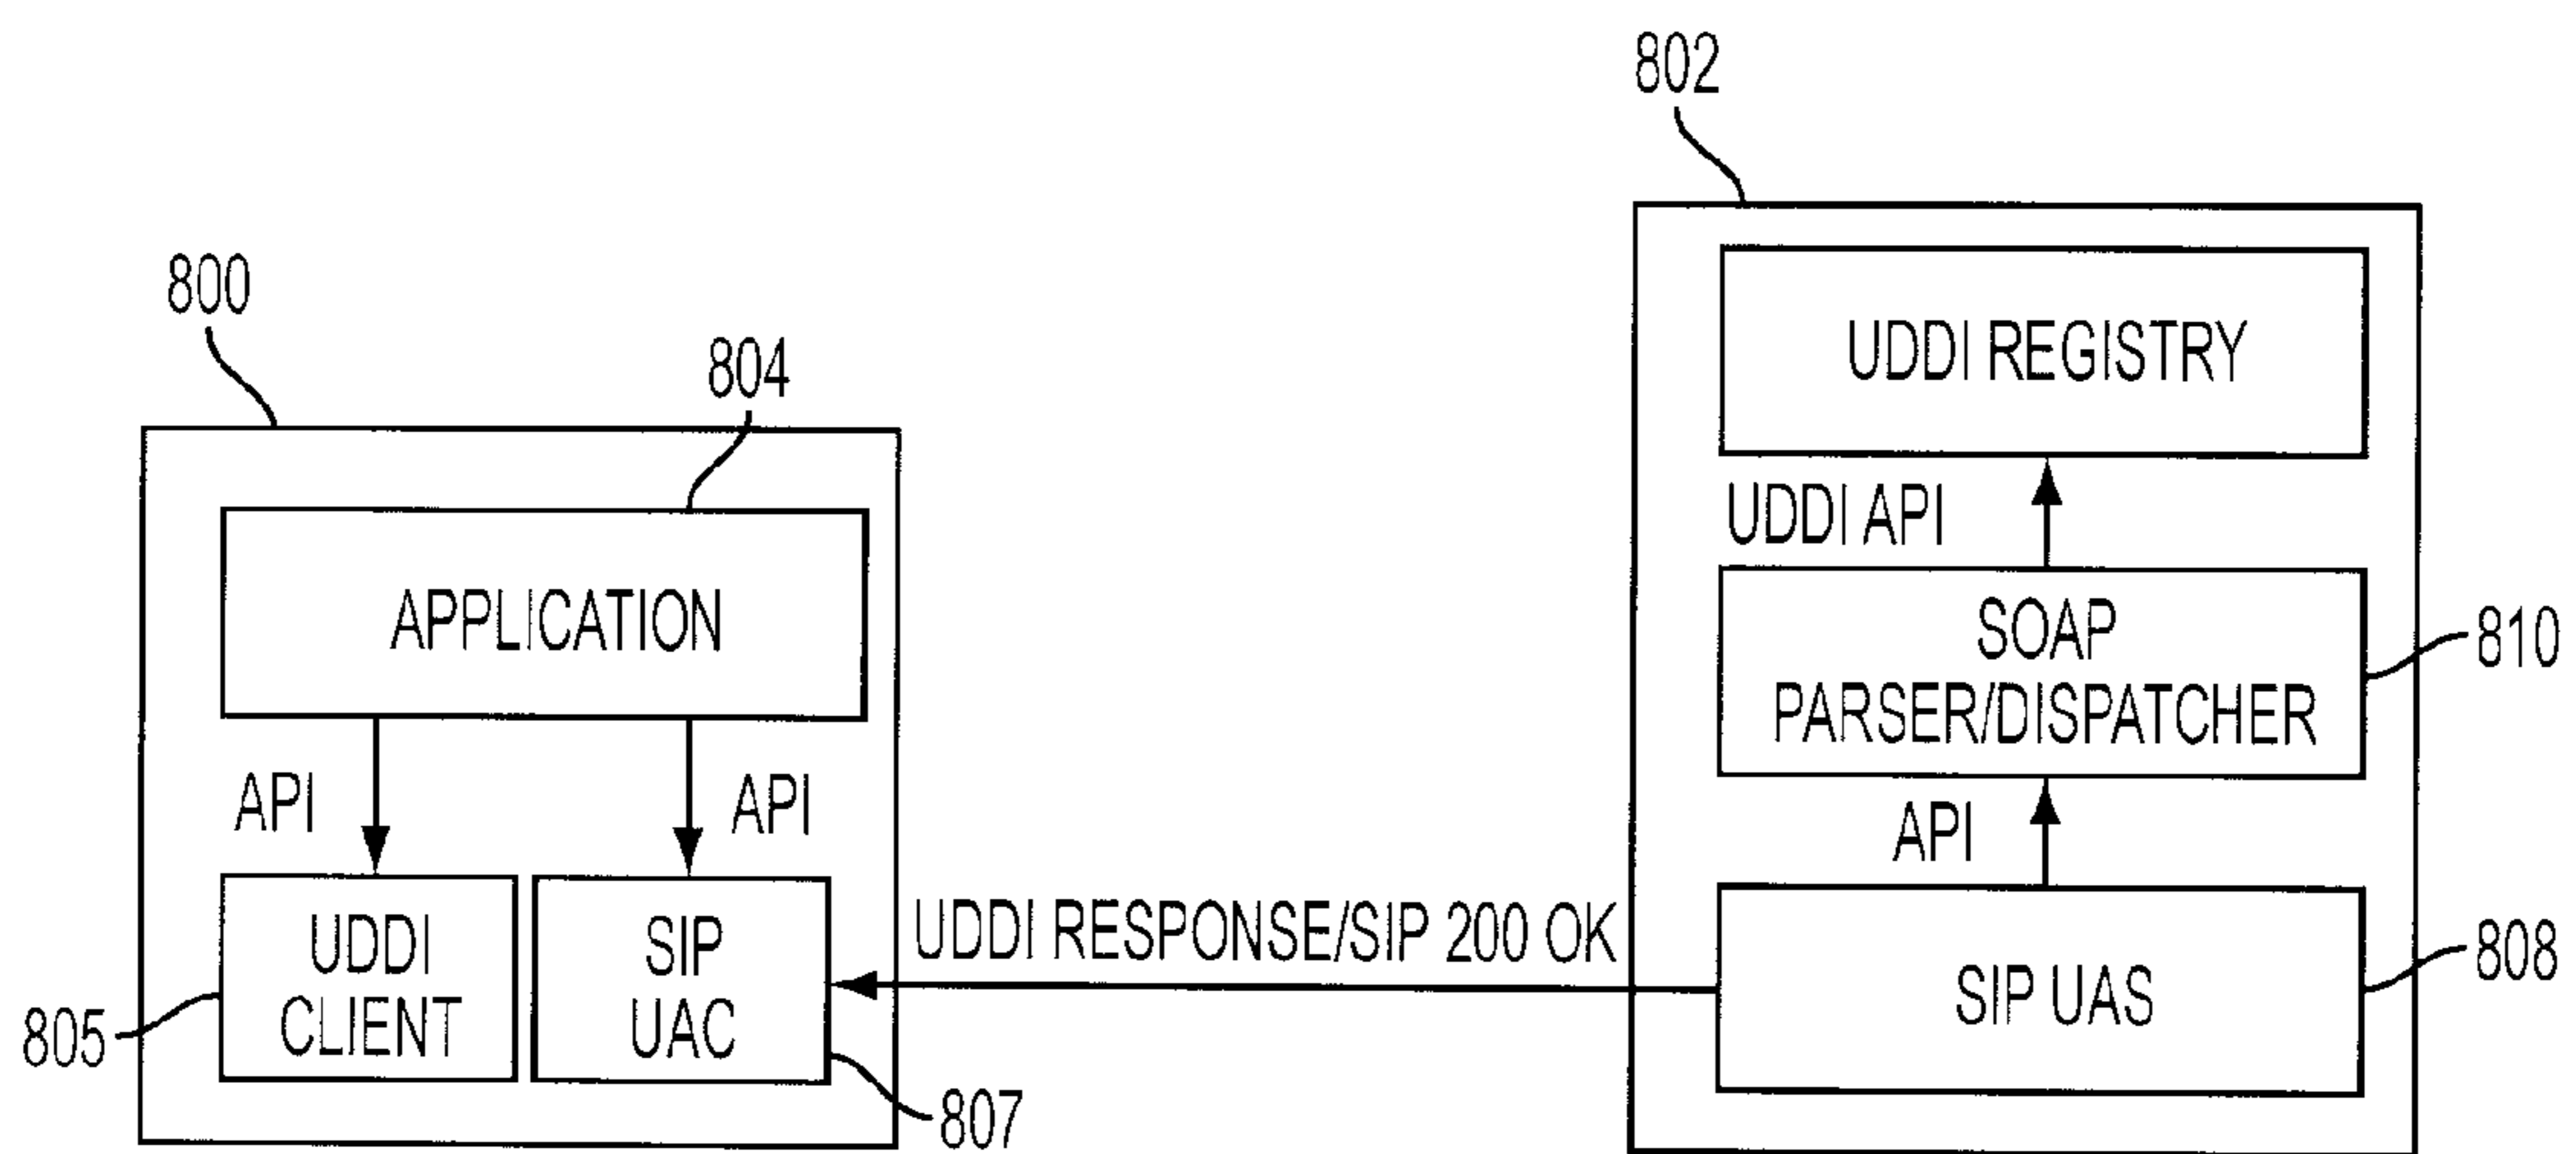 802
800
804
UDDI REGISTRY
UDDI API
APPLICATION
SOAP
PARSER/DISPATCHER
810
API
API
API
UDDI
CLIENT
SIP
UAC
UDDI RESPONSE/SIP 200 OK
SIP UAS
808
805
807